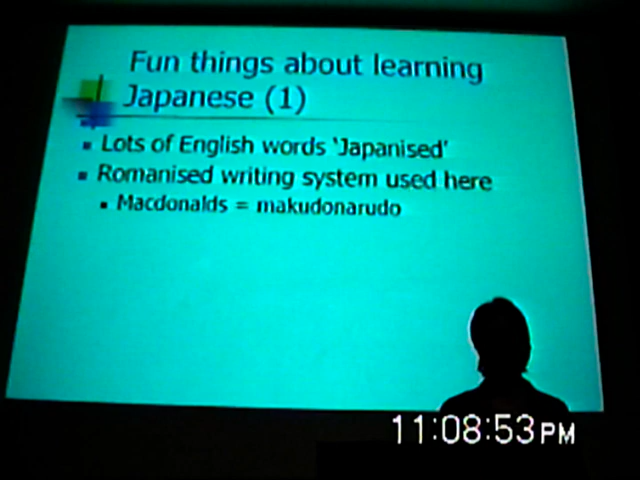 Fun things about learning
Japanese (1)
Lots of English words 'Japanised'
Romanised writing system used here
Macdonalds = makudonarudo
11:08:53PM